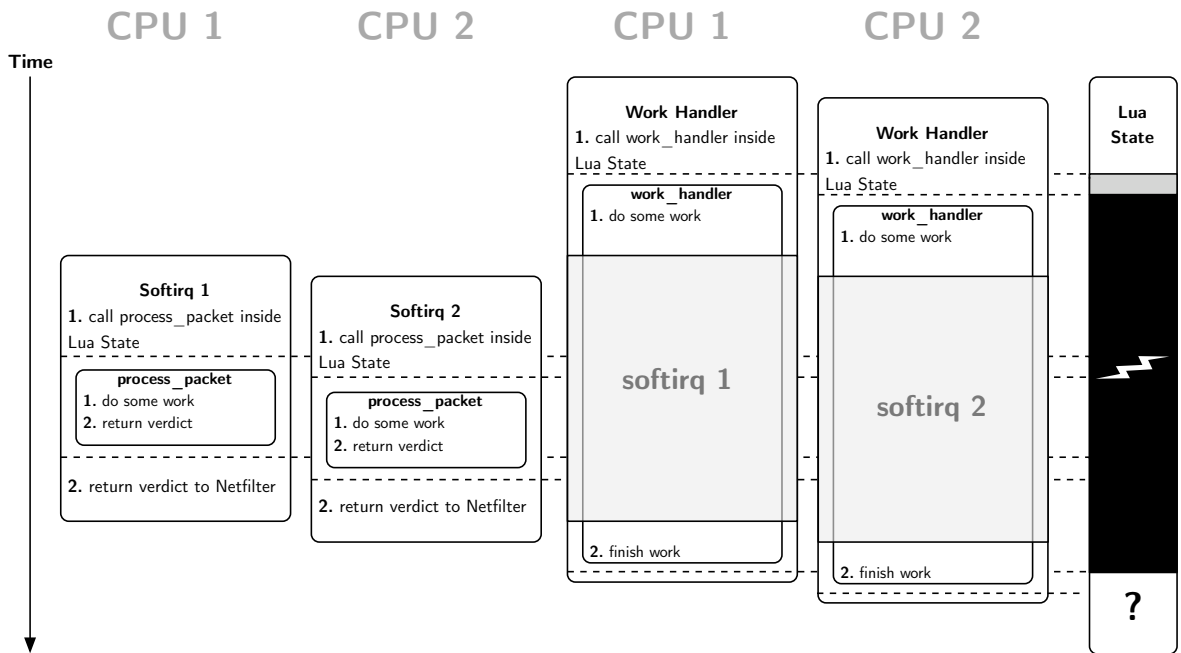 CPU 1
CPU 2
CPU 1
CPU 2
Time
Softirq 1
1. call process_packet inside
Lua State
process_packet
1. do some work
2. return verdict
2. return verdict to Netfilter
Softirq 2
1. call process_packet inside
Lua State
process_packet
1. do some work
2. return verdict
2. return verdict to Netfilter
Work Handler
1. call work_handler inside
Lua State
work_handler
1. do some work
softirq 1
2. finish work
Work Handler
1. call work_handler inside
Lua State
work_handler
1. do some work
softirq 2
2. finish work
Lua
State
?